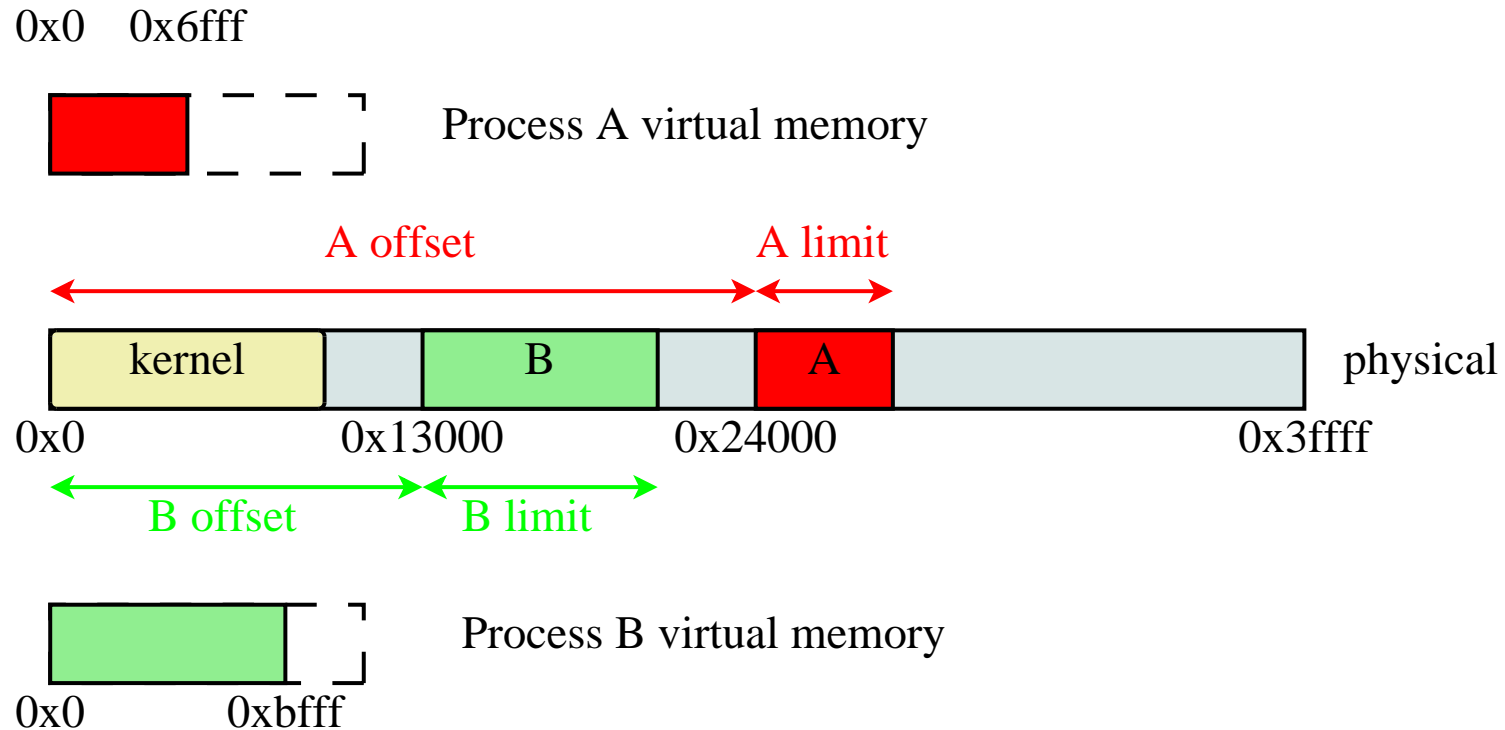 0x0 0x6fff
Process A virtual memory
A offset A limit
kernel B A physical
0x0 0x13000 0x24000 0x3ffff
B offset B limit
Process B virtual memory
0x0 0xbfff